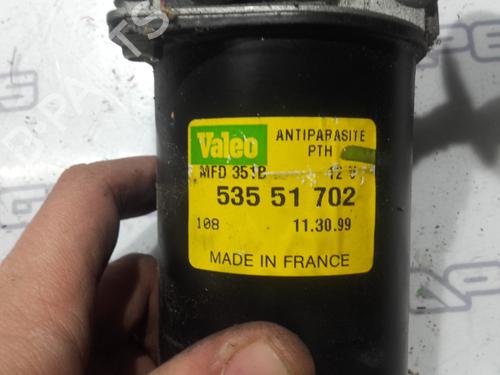 Valeo
ANTIPARASITE
PTH
MFD 351B 12 V
535 51 702
108 11.30.99
MADE IN FRANCE